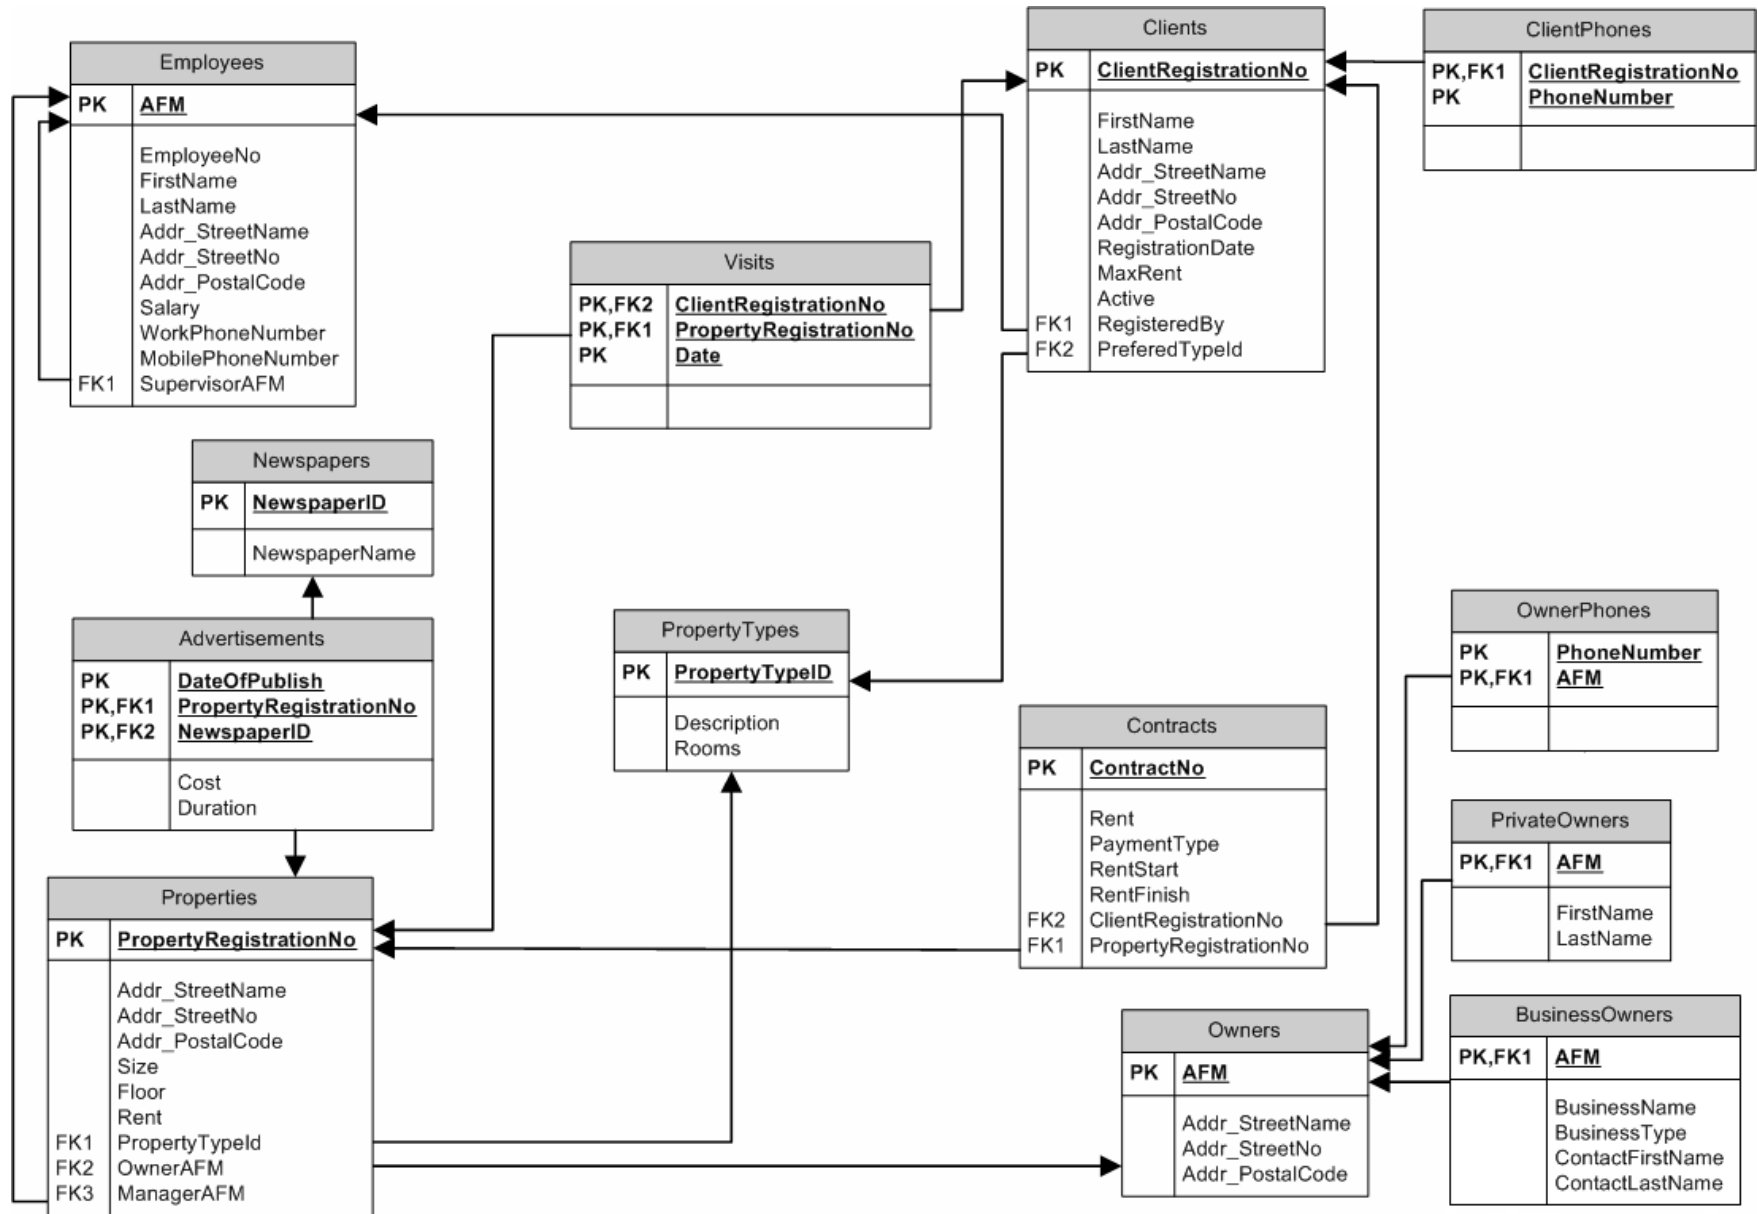 Employees
PK AFM
EmployeeNo
FirstName
LastName
Addr_StreetName
Addr_StreetNo
Addr_PostalCode
Salary
WorkPhoneNumber
MobilePhoneNumber
FK1 SupervisorAFM
Clients
PK ClientRegistrationNo
FirstName
LastName
Addr_StreetName
Addr_StreetNo
Addr_PostalCode
RegistrationDate
MaxRent
Active
FK1 RegisteredBy
FK2 PreferedTypeId
ClientPhones
PK,FK1 ClientRegistrationNo
PK PhoneNumber
Visits
PK,FK2 ClientRegistrationNo
PK,FK1 PropertyRegistrationNo
PK Date
Newspapers
PK NewspaperID
NewspaperName
Advertisements
PK DateOfPublish
PK,FK1 PropertyRegistrationNo
PK,FK2 NewspaperID
Cost
Duration
PropertyTypes
PK PropertyTypeID
Description
Rooms
Contracts
PK ContractNo
Rent
PaymentType
RentStart
RentFinish
FK2 ClientRegistrationNo
FK1 PropertyRegistrationNo
OwnerPhones
PK PhoneNumber
PK,FK1 AFM
PrivateOwners
PK,FK1 AFM
FirstName
LastName
Properties
PK PropertyRegistrationNo
Addr_StreetName
Addr_StreetNo
Addr_PostalCode
Size
Floor
Rent
FK1 PropertyTypeId
FK2 OwnerAFM
FK3 ManagerAFM
Owners
PK AFM
Addr_StreetName
Addr_StreetNo
Addr_PostalCode
BusinessOwners
PK,FK1 AFM
BusinessName
BusinessType
ContactFirstName
ContactLastName